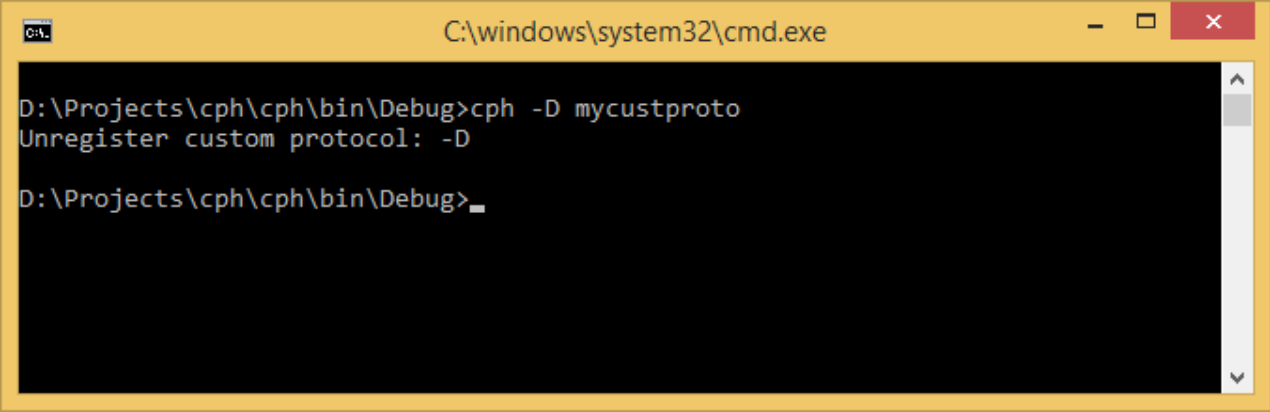 C:\windows\system32\cmd.exe
D:\Projects\cph\cph\bin\Debug>cph -D mycustproto
Unregister custom protocol: -D
D:\Projects\cph\cph\bin\Debug>